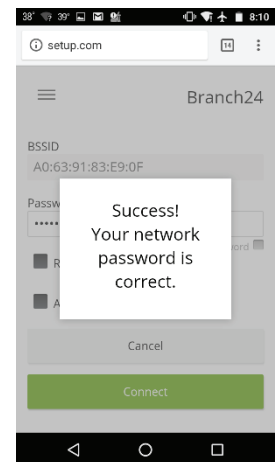 38° 39° 8:10
setup.com 14
Branch24
BSSID
A0:63:91:83:E9:0F
Success!
Your network
password is
correct.
Cancel
Connect